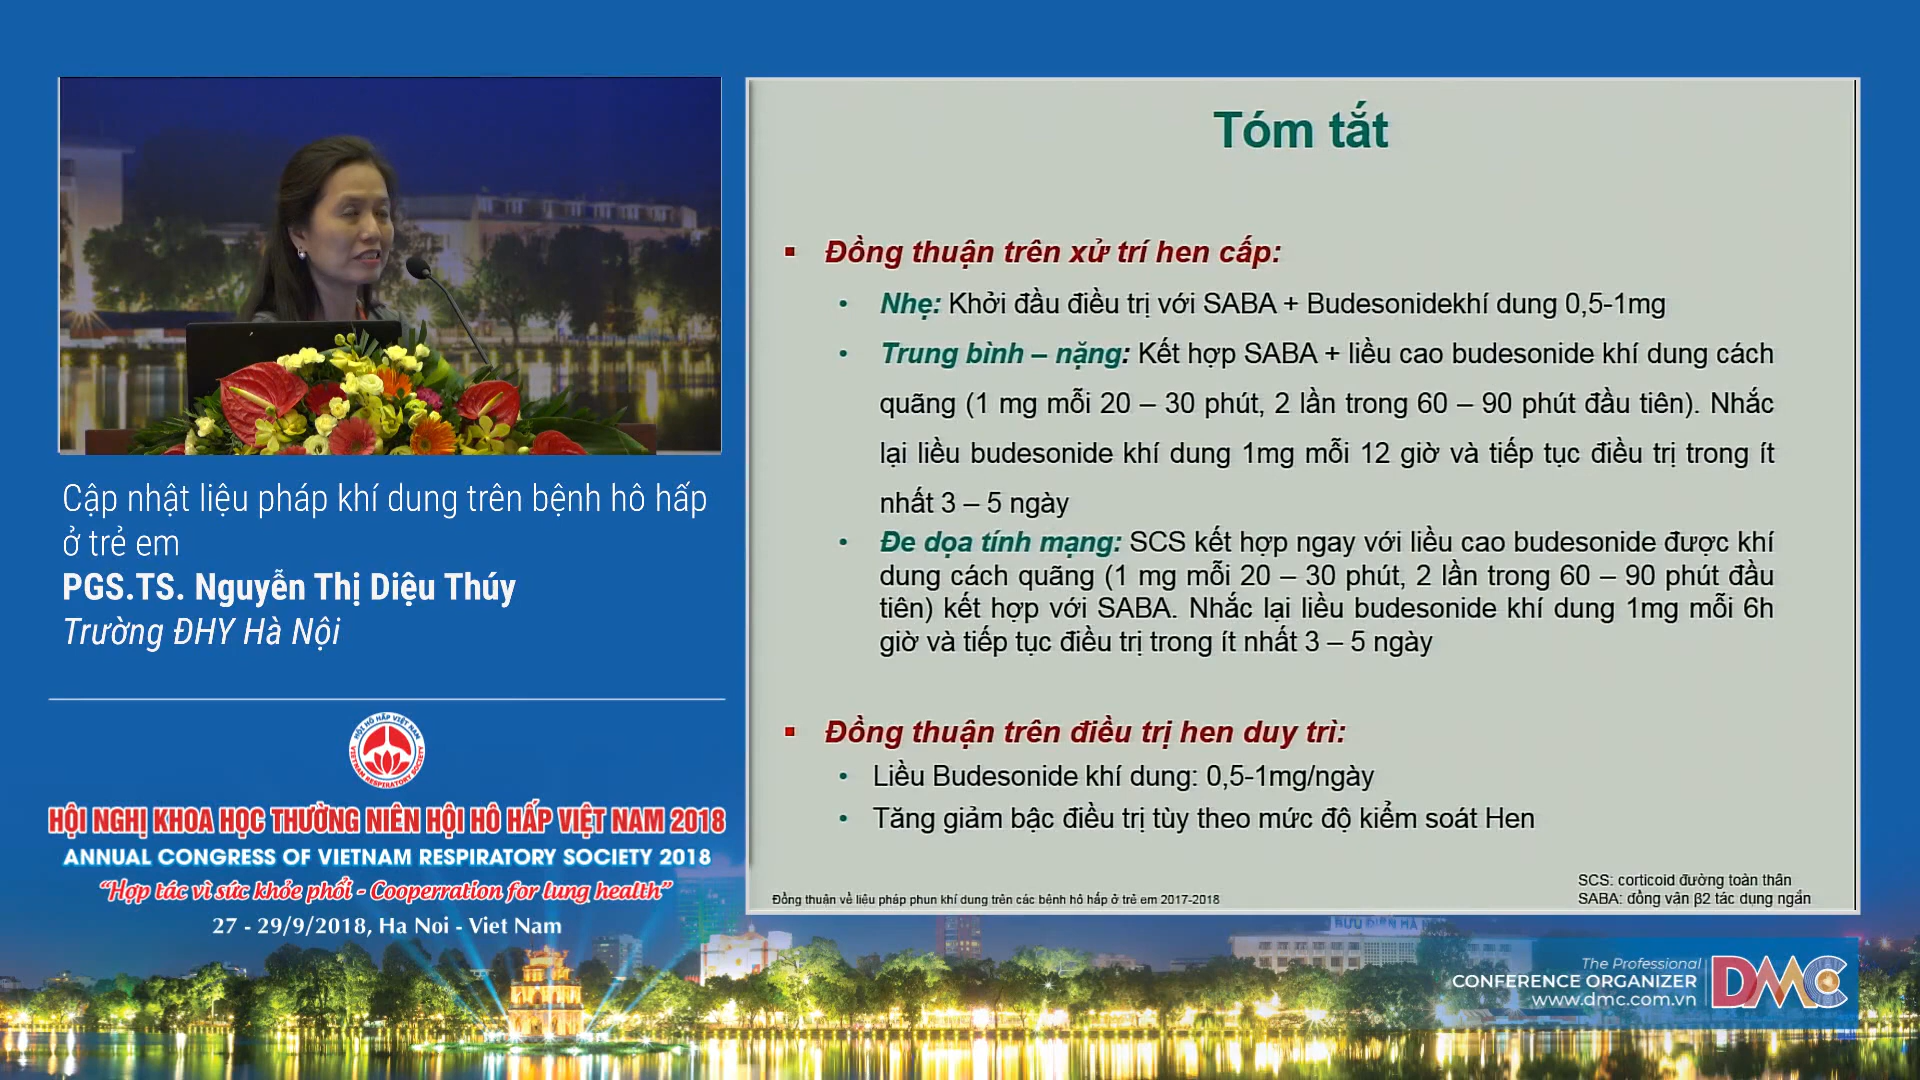 Cập nhật liệu pháp khí dung trên bệnh hô hấp
ở trẻ em
PGS.TS. Nguyễn Thị Diệu Thúy
Trường ĐHY Hà Nội
HỘI HÔ HẤP VIỆT NAM
VIETNAM RESPIRATORY SOCIETY
HỘI NGHỊ KHOA HỌC THƯỜNG NIÊN HỘI HÔ HẤP VIỆT NAM 2018
ANNUAL CONGRESS OF VIETNAM RESPIRATORY SOCIETY 2018
“Hợp tác vì sức khỏe phổi - Cooperration for lung health”
27 - 29/9/2018, Ha Noi - Viet Nam
Tóm tắt
▪ Đồng thuận trên xử trí hen cấp:
• Nhẹ: Khởi đầu điều trị với SABA + Budesonidekhí dung 0,5-1mg
• Trung bình – nặng: Kết hợp SABA + liều cao budesonide khí dung cách
quãng (1 mg mỗi 20 – 30 phút, 2 lần trong 60 – 90 phút đầu tiên). Nhắc
lại liều budesonide khí dung 1mg mỗi 12 giờ và tiếp tục điều trị trong ít
nhất 3 – 5 ngày
• Đe dọa tính mạng: SCS kết hợp ngay với liều cao budesonide được khí
dung cách quãng (1 mg mỗi 20 – 30 phút, 2 lần trong 60 – 90 phút đầu
tiên) kết hợp với SABA. Nhắc lại liều budesonide khí dung 1mg mỗi 6h
giờ và tiếp tục điều trị trong ít nhất 3 – 5 ngày
▪ Đồng thuận trên điều trị hen duy trì:
• Liều Budesonide khí dung: 0,5-1mg/ngày
• Tăng giảm bậc điều trị tùy theo mức độ kiểm soát Hen
SCS: corticoid đường toàn thân
SABA: đồng vận β2 tác dụng ngắn
Đồng thuận về liệu pháp phun khí dung trên các bệnh hô hấp ở trẻ em 2017-2018
BƯU ĐIỆN HÀ N
The Professional
CONFERENCE ORGANIZER
www.dmc.com.vn
DMC